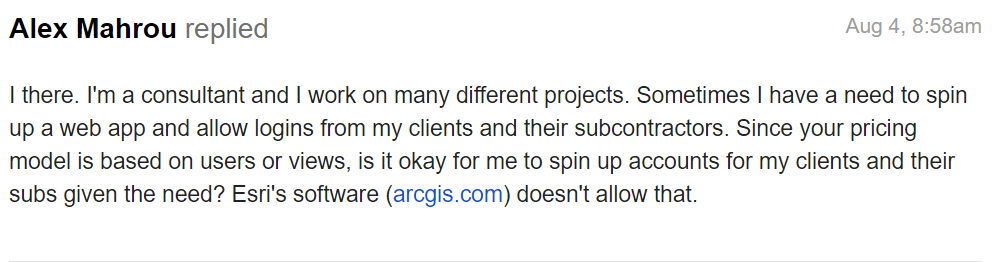 Alex Mahrou replied
Aug 4, 8:58am
I there. I'm a consultant and I work on many different projects. Sometimes I have a need to spin
up a web app and allow logins from my clients and their subcontractors. Since your pricing
model is based on users or views, is it okay for me to spin up accounts for my clients and their
subs given the need? Esri's software (arcgis.com) doesn't allow that.